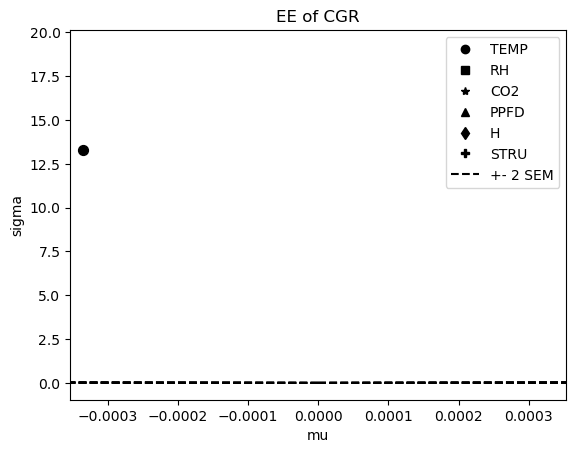 EE of CGR
20.0
17.5
15.0
12.5
10.0
7.5
5.0
2.5
0.0
sigma
TEMP
RH
CO2
PPFD
H
STRU
+- 2 SEM
−0.0003 −0.0002 −0.0001 0.0000 0.0001 0.0002 0.0003
mu